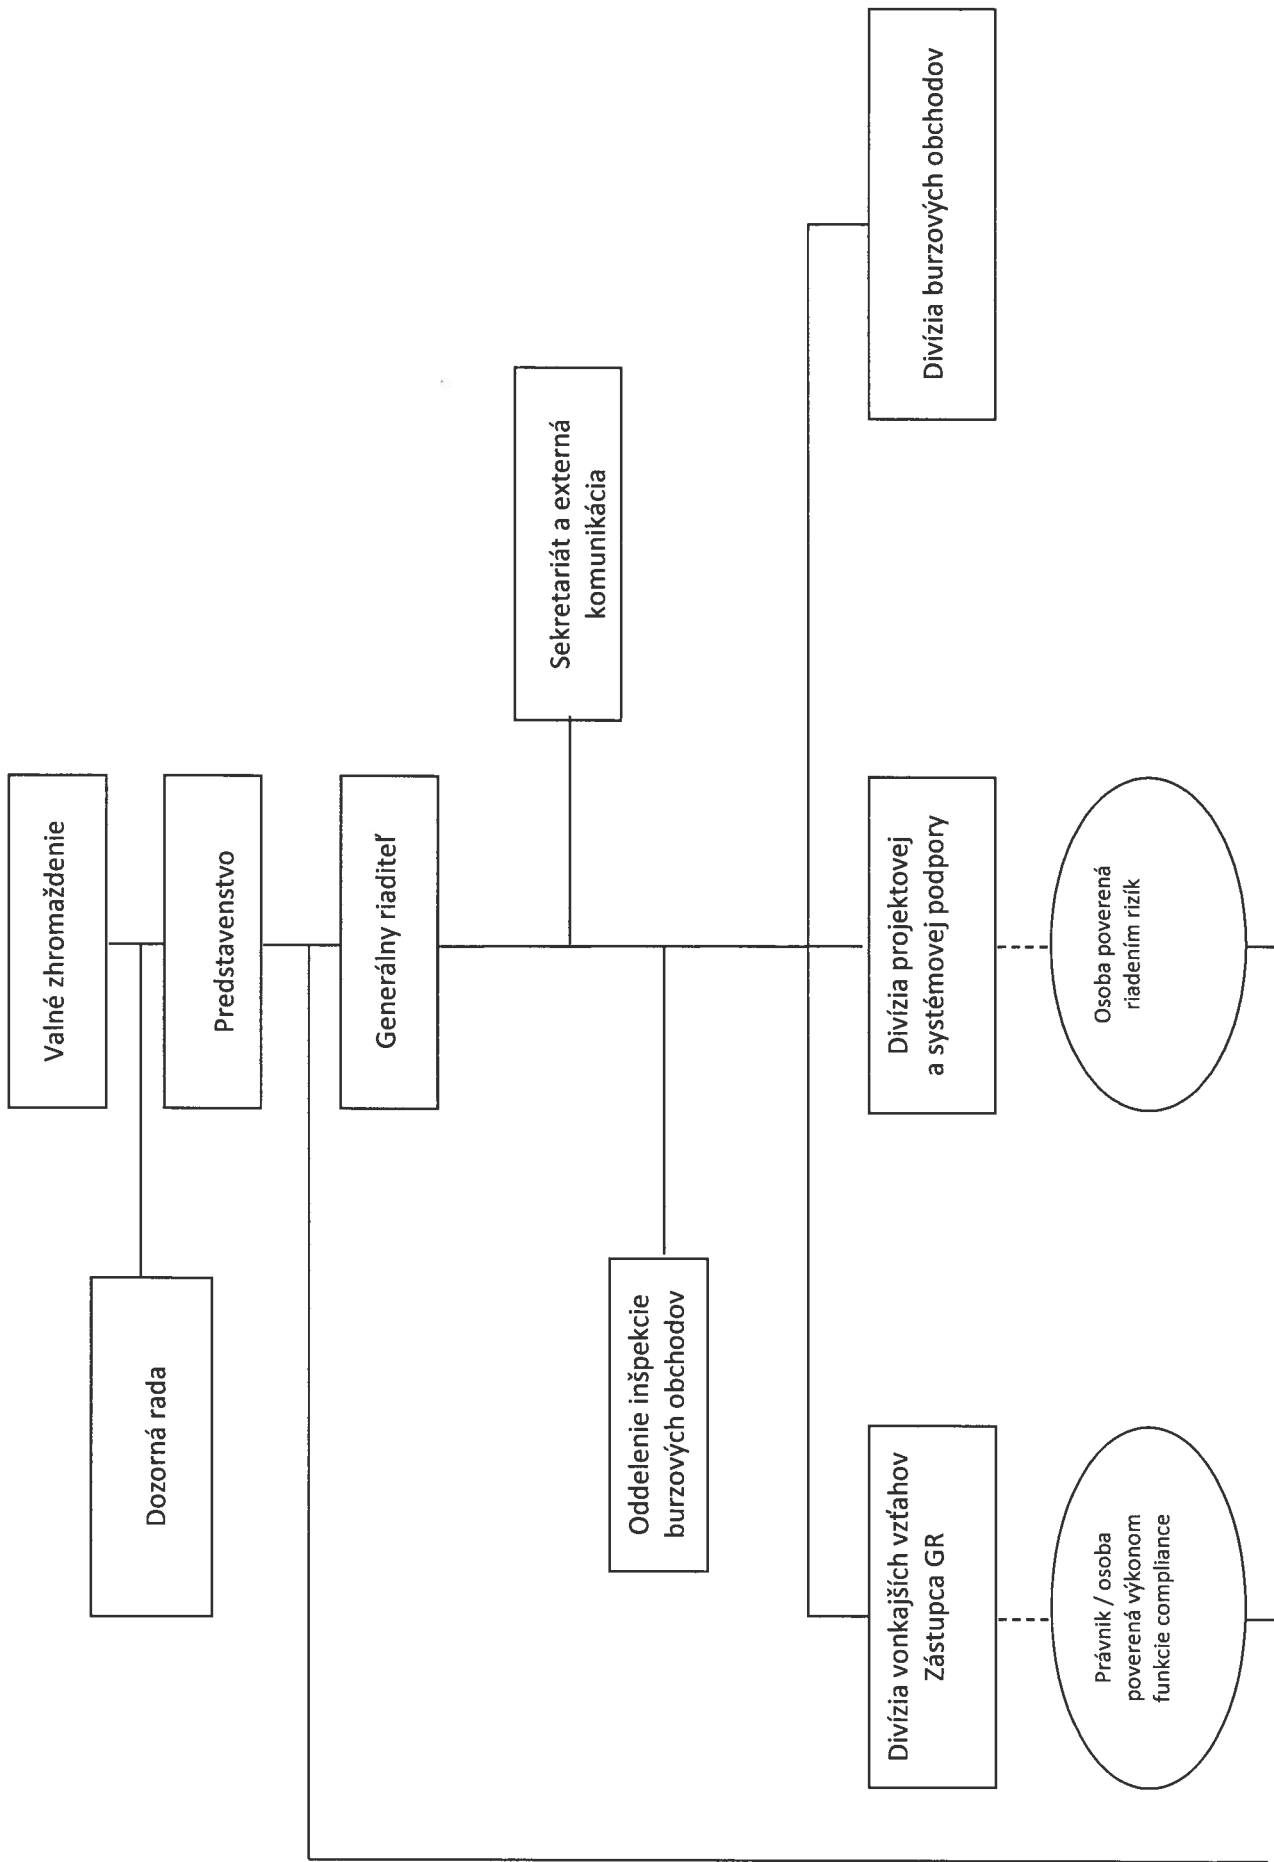 Valné zhromaždenie
Dozorná rada
Predstavenstvo
Generálny riaditeľ
Sekretariát a externá
komunikácia
Oddelenie inšpekcie
burzových obchodov
Divízia vonkajších vzťahov
Zástupca GR
Divízia projektovej
a systémovej podpory
Divízia burzových obchodov
Právnik / osoba
poverená výkonom
funkcie compliance
Osoba poverená
riadením rizík